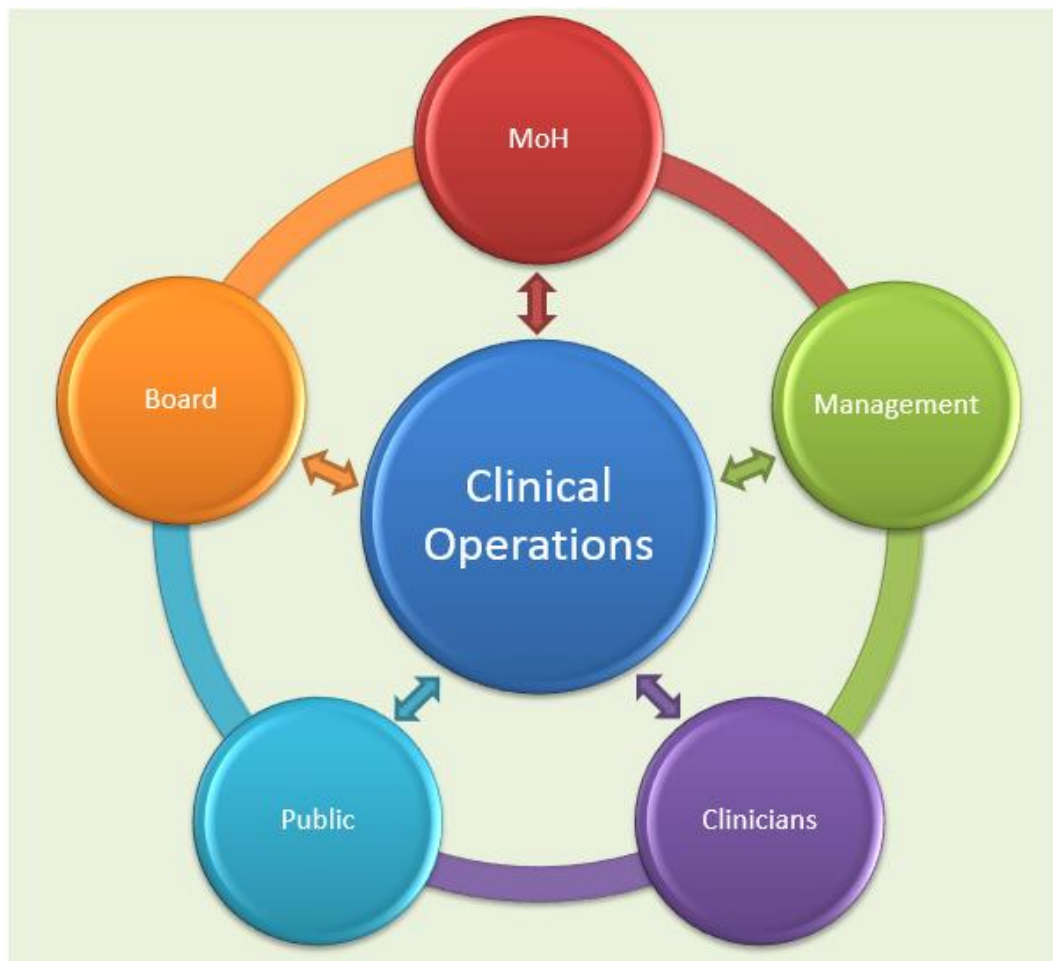 MoH
Board
Management
Clinical
Operations
Public
Clinicians